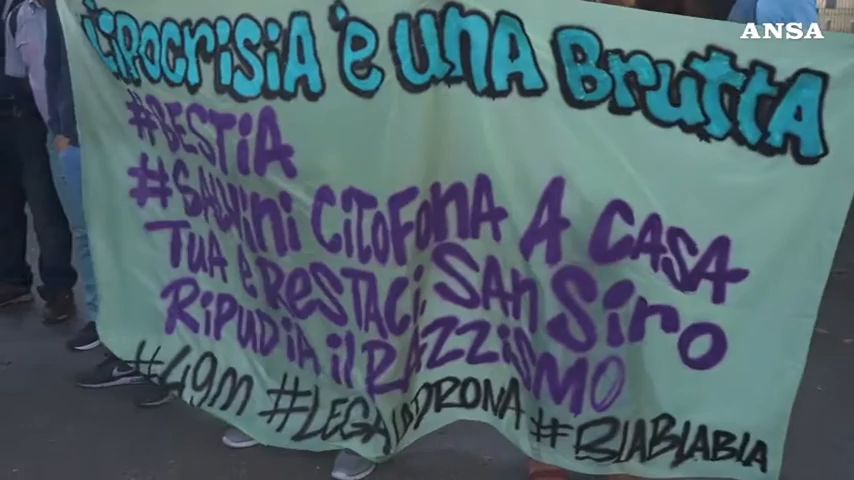 ANSA
L'IPOCRISIA È UNA BRUTTA
#BESTIA
#SALVINI CITOFONA A CASA
TUA E RESTACI. SAN SIRO
RIPUDIA IL RAZZISMO
#49M #LEGALADRONA #BLABLABLA